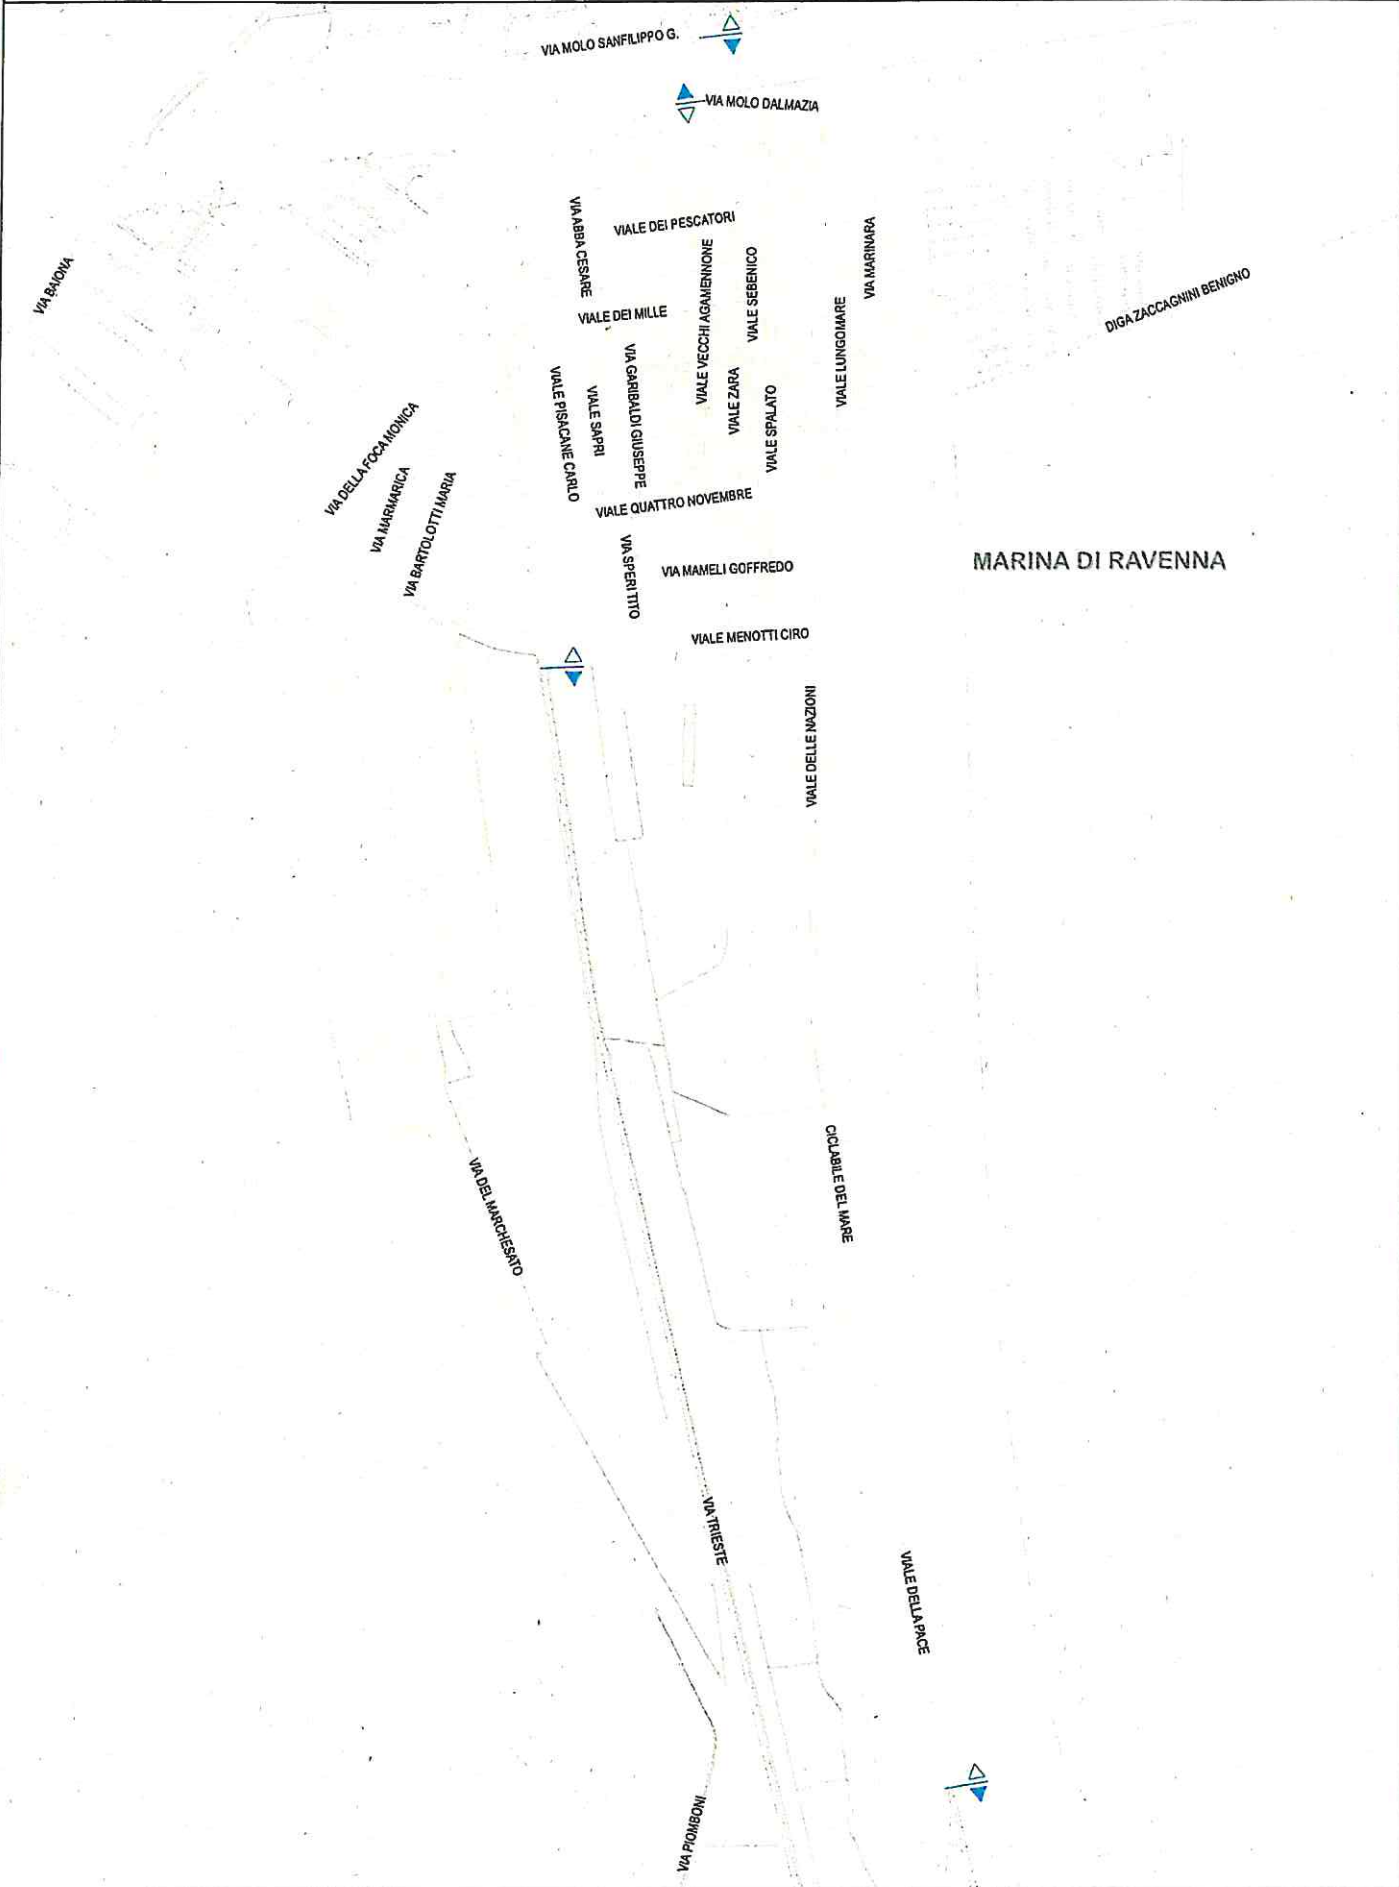 VIA MOLO SANFILIPPO G.
VIA MOLO DALMAZIA
VIA ABBA CESARE
VIALE DEI PESCATORI
VIA MARINARA
VIA BAIONA
VIALE VECCHI AGAMENNONE
VIALE SEBENICO
DIGA ZACCAGNINI BENIGNO
VIALE DEI MILLE
VIALE LUNGOMARE
VIALE PISACANE CARLO
VIALE SAPRI
VIA GARIBALDI GIUSEPPE
VIALE ZARA
VIALE SPALATO
VIA DELLA FOCA MONICA
VIA MARMARICA
VIA BARTOLOTTI MARIA
VIALE QUATTRO NOVEMBRE
VIA SPERI TITO
VIA MAMELI GOFFREDO
MARINA DI RAVENNA
VIALE MENOTTI CIRO
VIALE DELLE NAZIONI
CICLABILE DEL MARE
VIA DEL MARCHESATO
VIA TRIESTE
VIALE DELLA PACE
VIA PIOMBONI